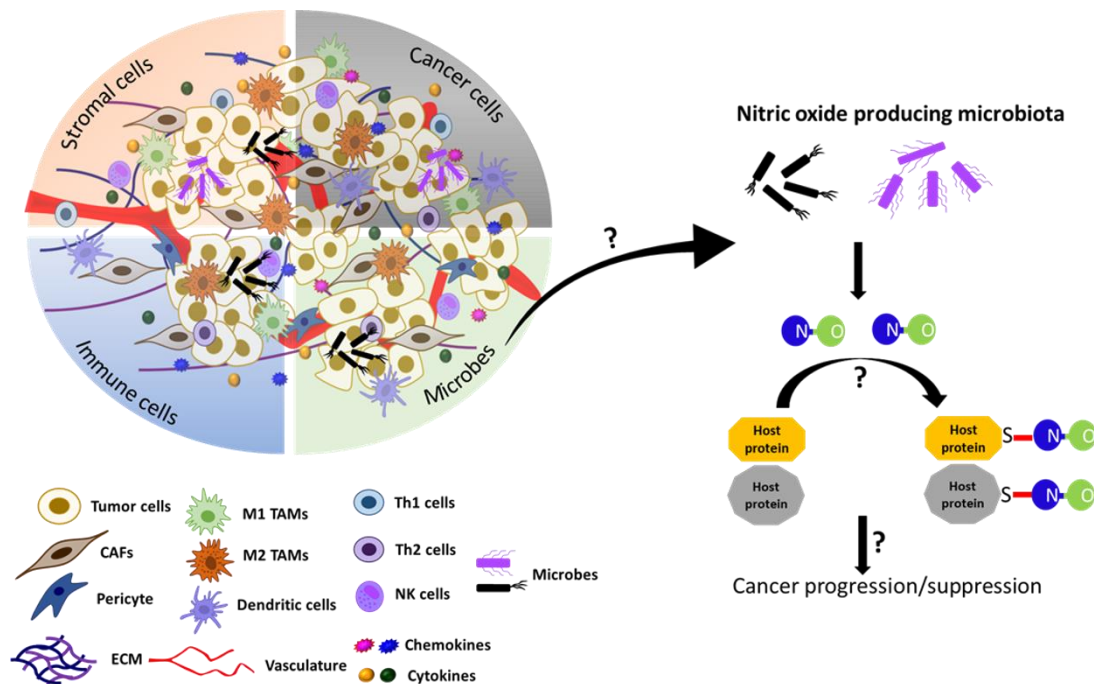 Stromal cells
Cancer cells
Immune cells
Microbes
?
Nitric oxide producing microbiota
N O N O
?
Host
protein
S N O
Host
protein
Host
protein
S N O
Host
protein
?
Cancer progression/suppression
Tumor cells
CAFs
Pericyte
ECM
M1 TAMs
M2 TAMs
Dendritic cells
Vasculature
Th1 cells
Th2 cells
NK cells
Chemokines
Cytokines
Microbes